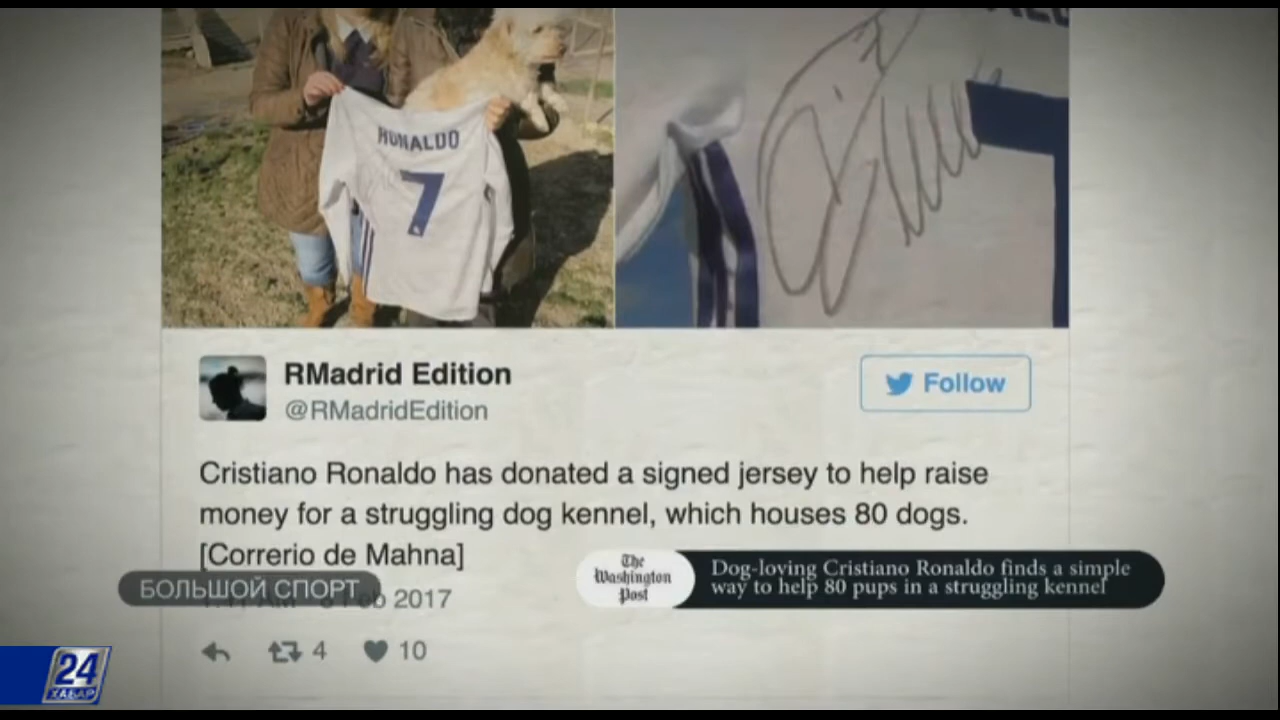 RONALDO
7
RMadrid Edition
@RMadridEdition
Follow
Cristiano Ronaldo has donated a signed jersey to help raise
money for a struggling dog kennel, which houses 80 dogs.
[Correrio de Mahna]
БОЛЬШОЙ СПОРТ
2017
The
Washington
Post
Dog-loving Cristiano Ronaldo finds a simple
way to help 80 pups in a struggling kennel
4
10
24
ХАБАР